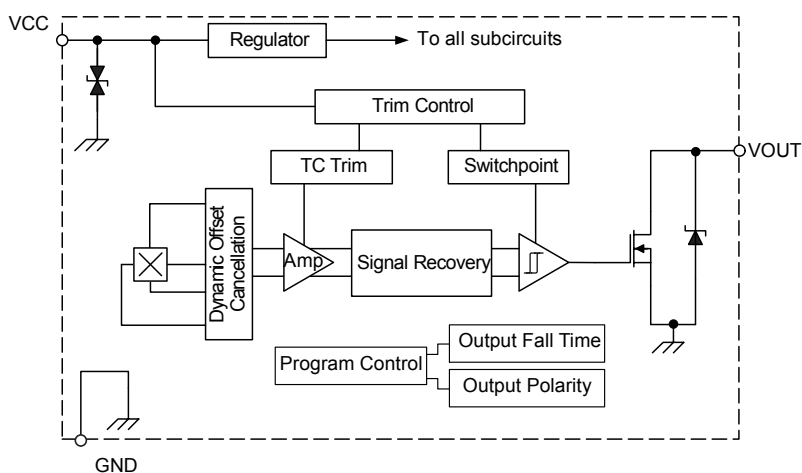 VCC
Regulator
To all subcircuits
Trim Control
TC Trim
Switchpoint
VOUT
Dynamic Offset
Cancellation
Amp
Signal Recovery
Program Control
Output Fall Time
Output Polarity
GND